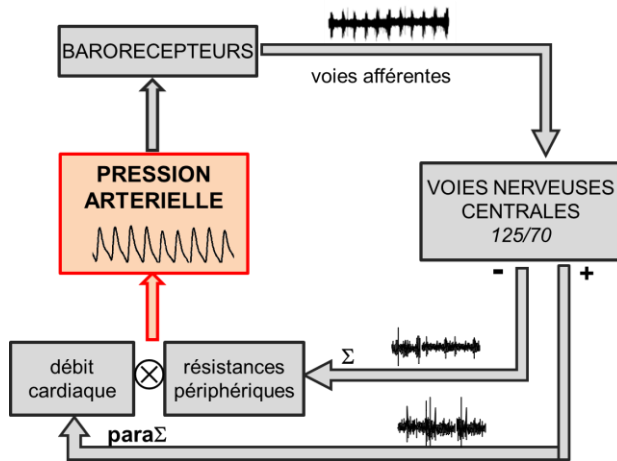 BARORECEPTEURS
voies afférentes
PRESSION
ARTERIELLE
VOIES NERVEUSES
CENTRALES
125/70
-
+
Σ
débit
cardiaque
résistances
périphériques
paraΣ